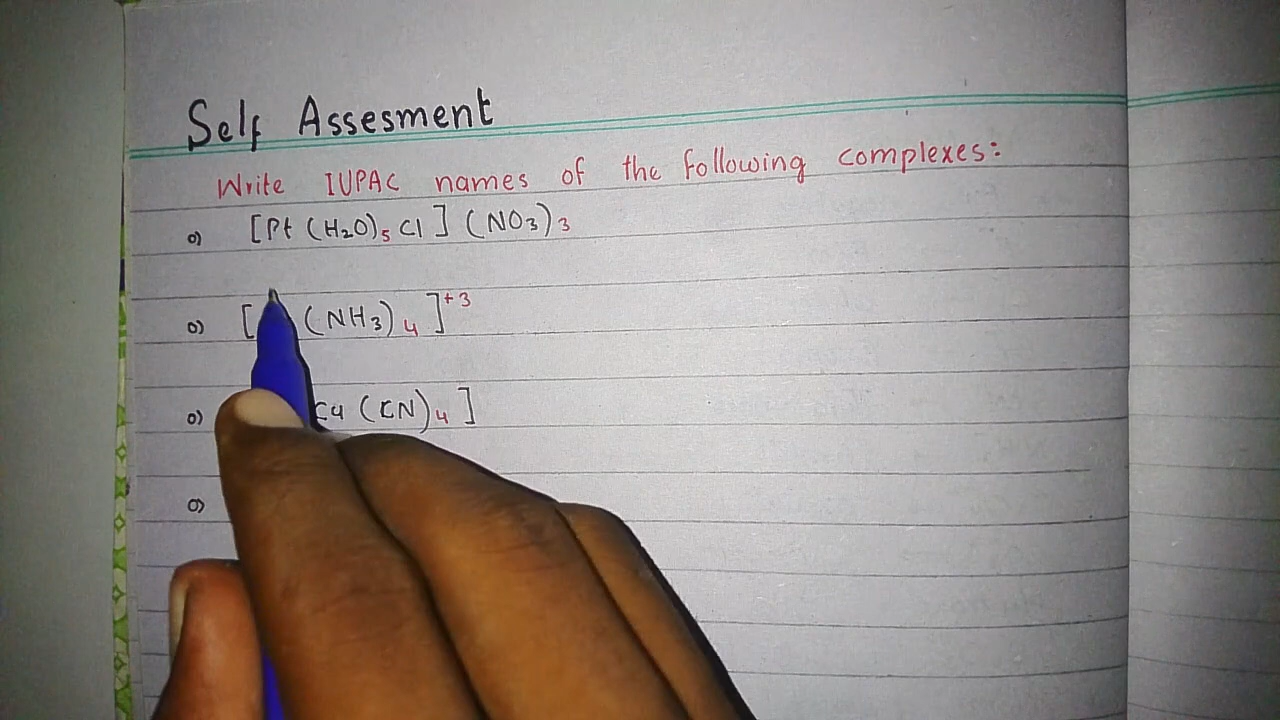 Self Assesment
Write IUPAC names of the following complexes:
o) [Pt (H₂O)₅ Cl ] (NO₃)₃
o) [ (NH₃)₄ ]⁺³
o) Cu (CN)₄ ]
o)